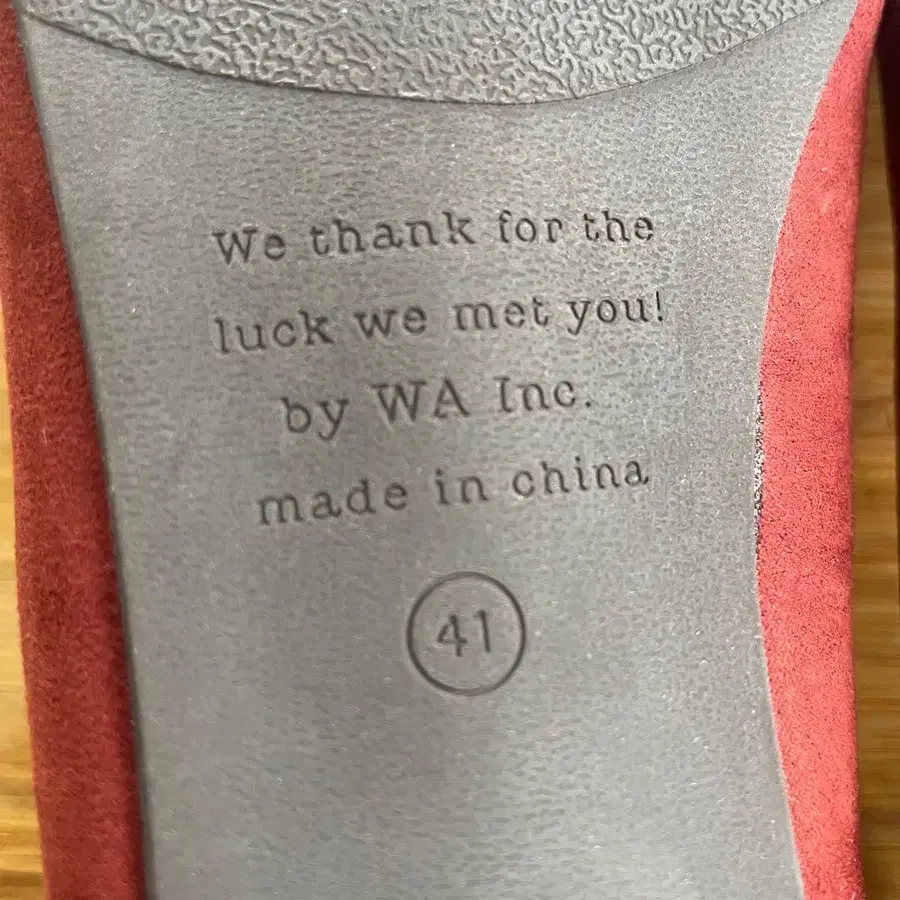 We thank for the
luck we met you!
by WA Inc.
made in china
41